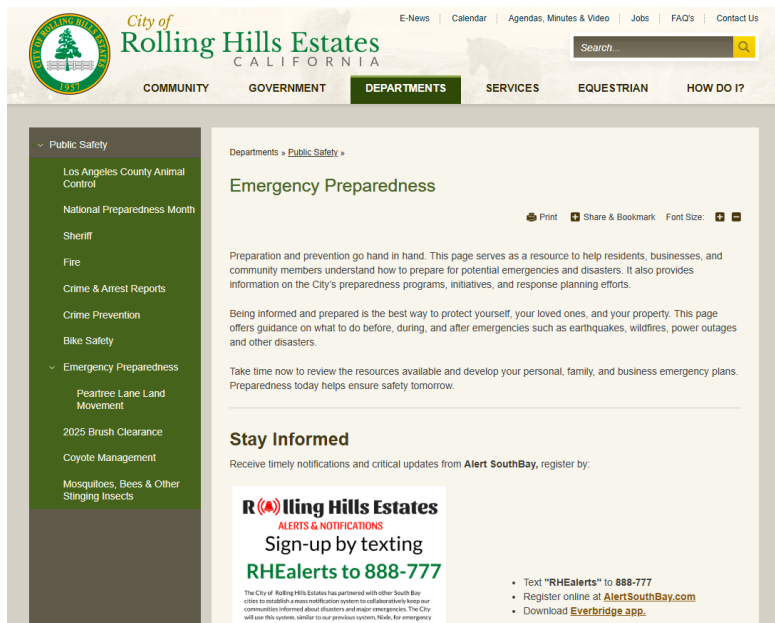 E-News
Calendar
Agendas, Minutes & Video
Jobs
FAQ's
Contact Us
CITY OF ROLLING HILLS ESTATES
1957
City of
Rolling Hills Estates
CALIFORNIA
Search...
COMMUNITY
GOVERNMENT
DEPARTMENTS
SERVICES
EQUESTRIAN
HOW DO I?
Public Safety
Los Angeles County Animal
Control
National Preparedness Month
Sheriff
Fire
Crime & Arrest Reports
Crime Prevention
Bike Safety
Emergency Preparedness
Peartree Lane Land
Movement
2025 Brush Clearance
Coyote Management
Mosquitoes, Bees & Other
Stinging Insects
Departments » Public Safety »
Emergency Preparedness
Print
Share & Bookmark
Font Size:
Preparation and prevention go hand in hand. This page serves as a resource to help residents, businesses, and
community members understand how to prepare for potential emergencies and disasters. It also provides
information on the City's preparedness programs, initiatives, and response planning efforts.
Being informed and prepared is the best way to protect yourself, your loved ones, and your property. This page
offers guidance on what to do before, during, and after emergencies such as earthquakes, wildfires, power outages
and other disasters.
Take time now to review the resources available and develop your personal, family, and business emergency plans.
Preparedness today helps ensure safety tomorrow.
Stay Informed
Receive timely notifications and critical updates from Alert SouthBay, register by:
Rolling Hills Estates
ALERTS & NOTIFICATIONS
Sign-up by texting
RHEalerts to 888-777
The City of Rolling Hills Estates has partnered with other South Bay
cities to establish a mass notification system to collaboratively keep our
communities informed about disasters and major emergencies. The City
will use this system, similar to our previous system, Nixle, for emergency
• Text "RHEalerts" to 888-777
• Register online at AlertSouthBay.com
• Download Everbridge app.